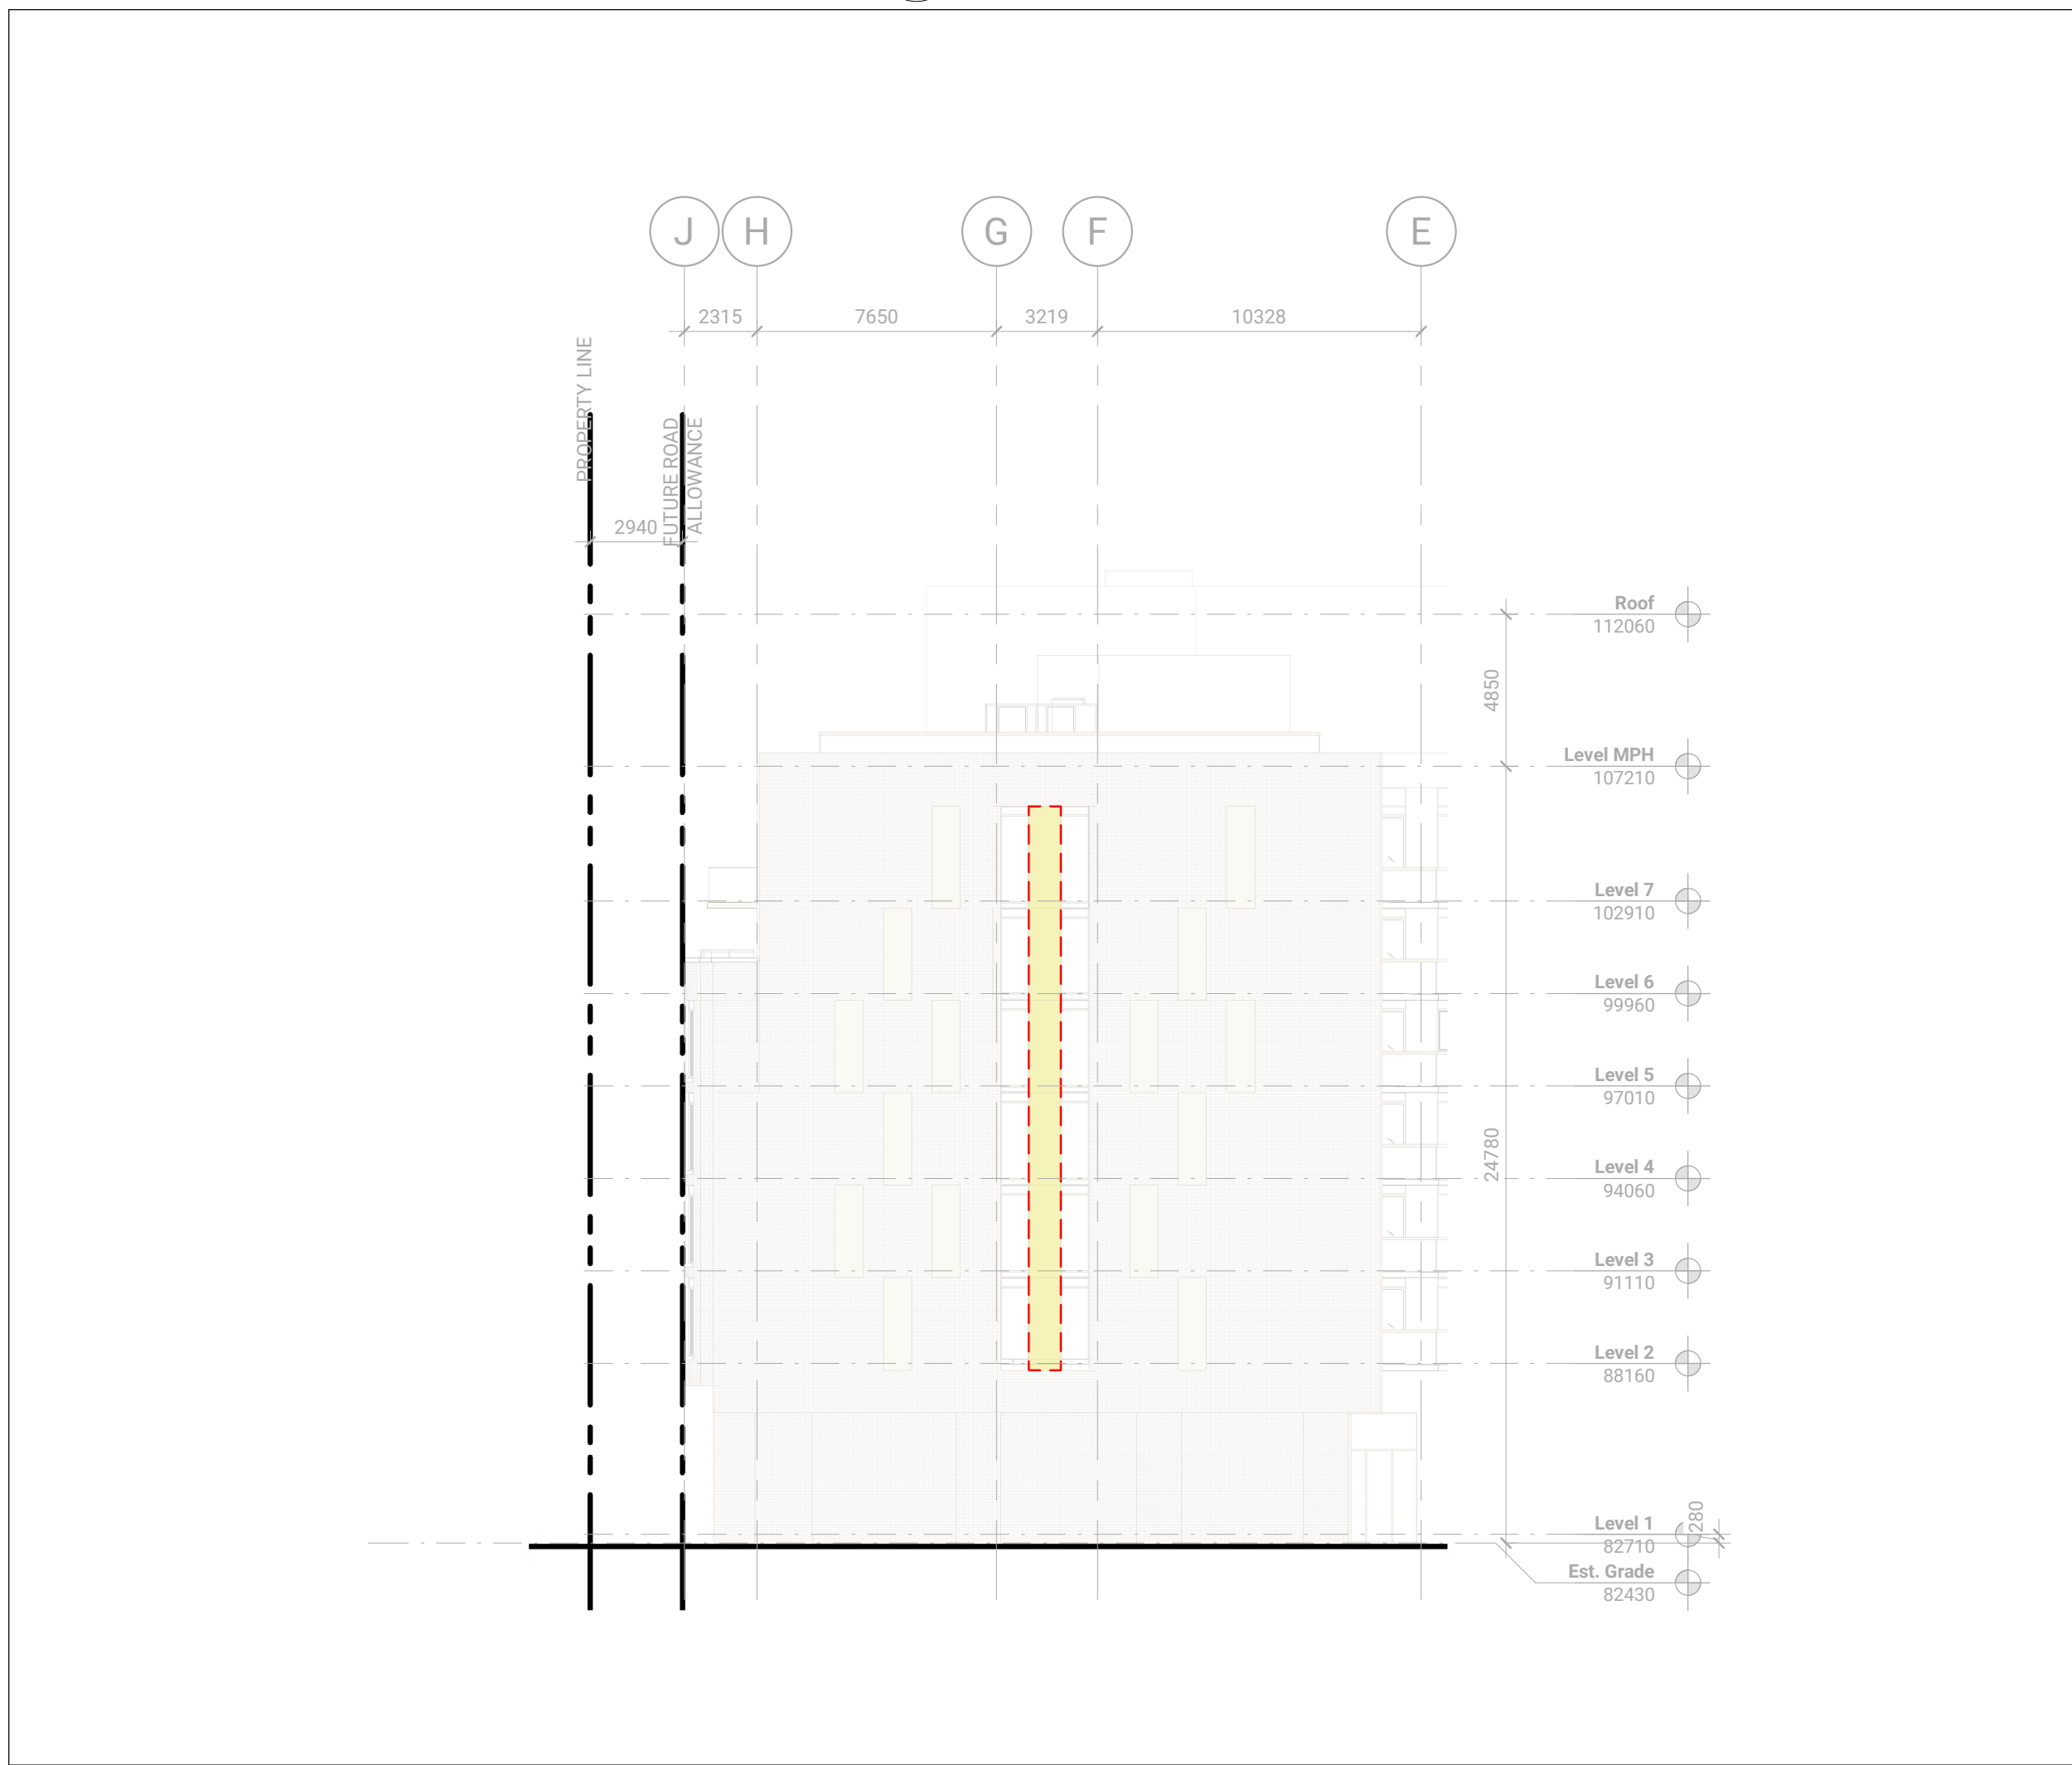 J H G F E
2315 7650 3219 10328
PROPERTY LINE
FUTURE ROAD
ALLOWANCE
2940
Roof
112060
4850
Level MPH
107210
Level 7
102910
Level 6
99960
Level 5
97010
24780
Level 4
94060
Level 3
91110
Level 2
88160
280
Level 1
82710
Est. Grade
82430